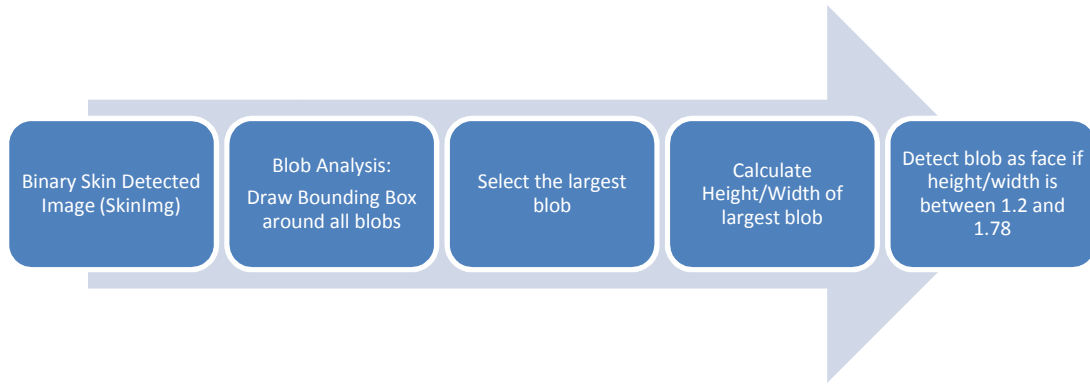 Binary Skin Detected
Image (SkinImg)
Blob Analysis:
Draw Bounding Box
around all blobs
Select the largest
blob
Calculate
Height/Width of
largest blob
Detect blob as face if
height/width is
between 1.2 and
1.78